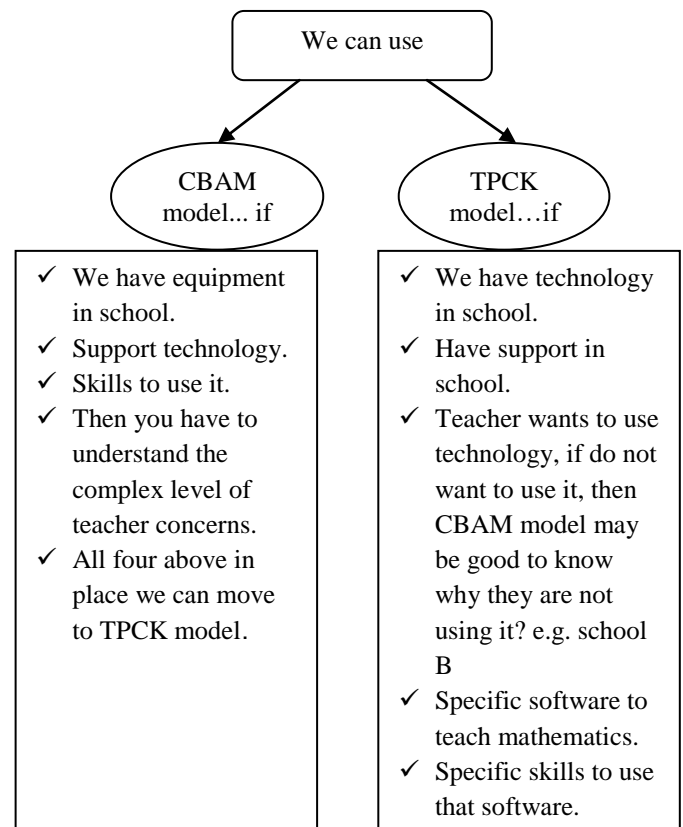 We can use
CBAM
model... if
✓ We have equipment
in school.
✓ Support technology.
✓ Skills to use it.
✓ Then you have to
understand the
complex level of
teacher concerns.
✓ All four above in
place we can move
to TPCK model.
TPCK
model…if
✓ We have technology
in school.
✓ Have support in
school.
✓ Teacher wants to use
technology, if do not
want to use it, then
CBAM model may
be good to know
why they are not
using it? e.g. school
B
✓ Specific software to
teach mathematics.
✓ Specific skills to use
that software.